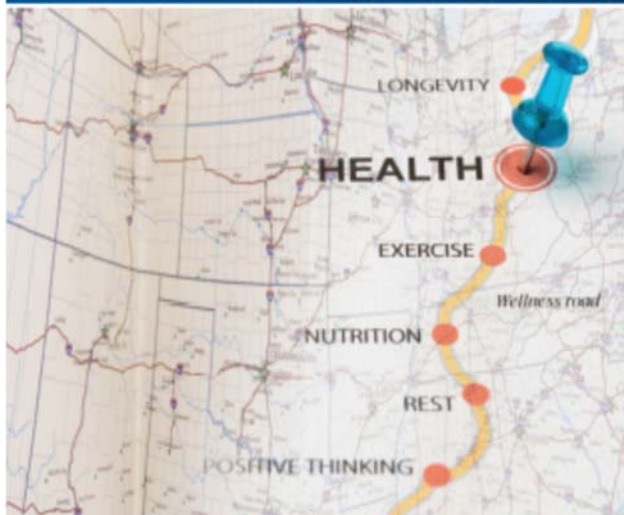 LONGEVITY
HEALTH
EXERCISE
Wellness road
NUTRITION
REST
POSITIVE THINKING